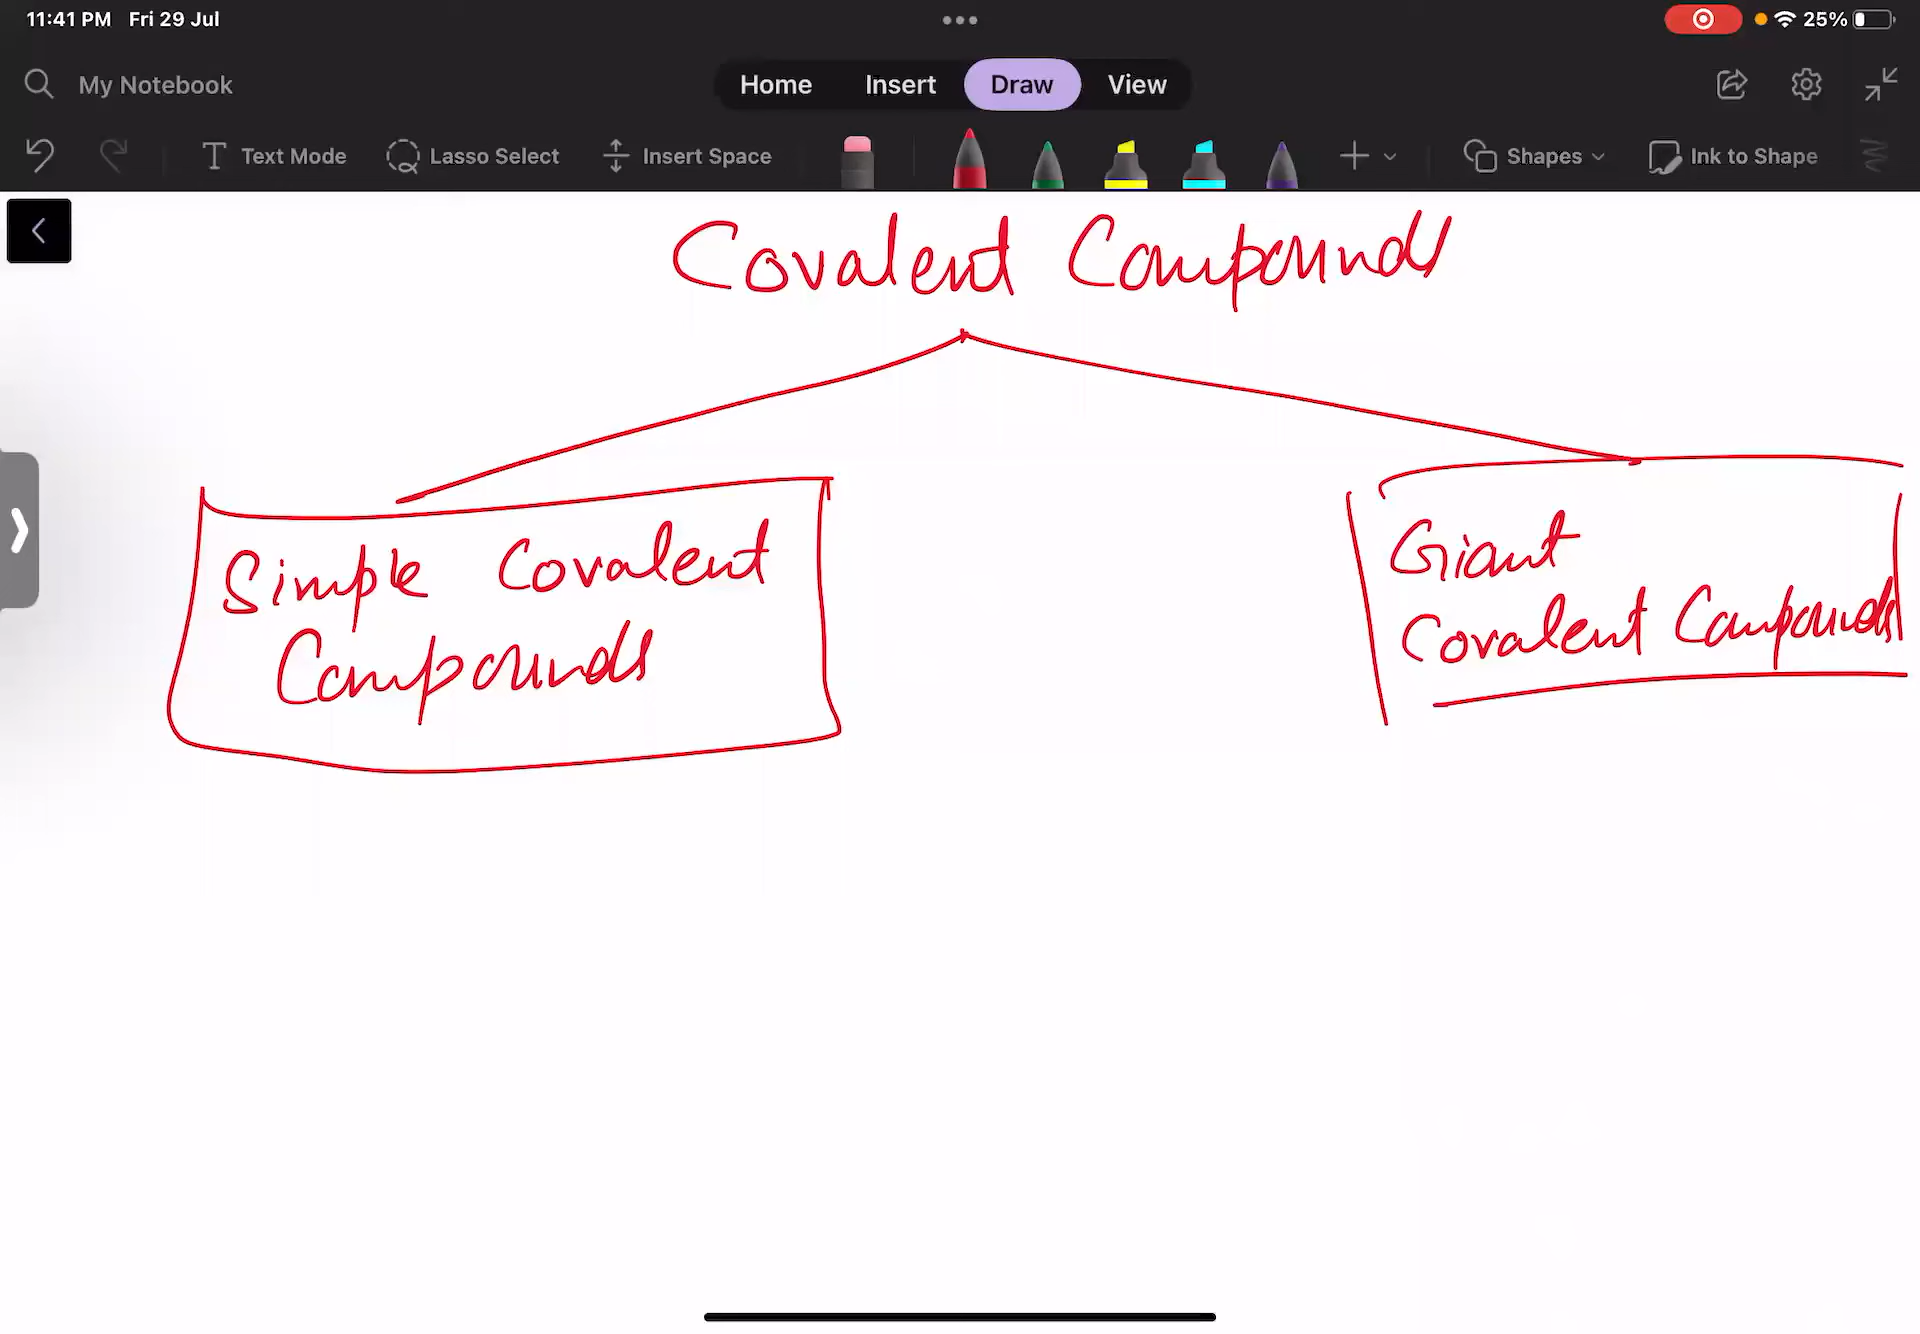 11:41 PM Fri 29 Jul
25%
My Notebook
Home Insert Draw View
Text Mode Lasso Select Insert Space Shapes Ink to Shape
Covalent Compounds
Simple Covalent
Compounds
Giant
Covalent Compounds